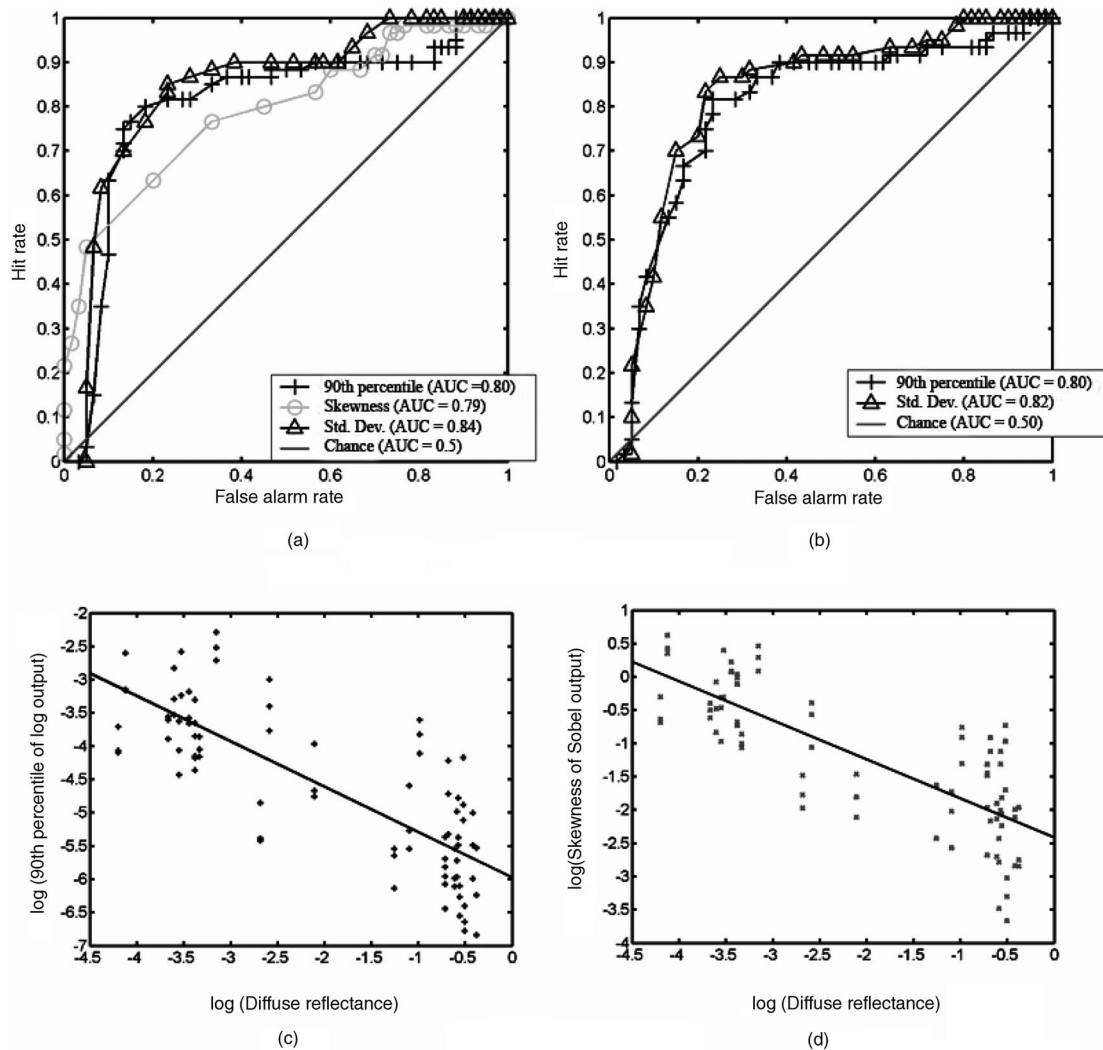 1
0.9
0.8
0.7
0.6
0.5
0.4
0.3
0.2
0.1
0
0 0.2 0.4 0.6 0.8 1
Hit rate
False alarm rate
90th percentile (AUC =0.80)
Skewness (AUC = 0.79)
Std. Dev. (AUC = 0.84)
Chance (AUC = 0.5)
(a)
1
0.9
0.8
0.7
0.6
0.5
0.4
0.3
0.2
0.1
0
0 0.2 0.4 0.6 0.8 1
Hit rate
False alarm rate
90th percentile (AUC = 0.80)
Std. Dev. (AUC = 0.82)
Chance (AUC = 0.50)
(b)
-2
-2.5
-3
-3.5
-4
-4.5
-5
-5.5
-6
-6.5
-7
-4.5 -4 -3.5 -3 -2.5 -2 -1.5 -1 -0.5 0
log (90th percentile of log output)
log (Diffuse reflectance)
(c)
1
0.5
0
-0.5
-1
-1.5
-2
-2.5
-3
-3.5
-4
-4.5 -4 -3.5 -3 -2.5 -2 -1.5 -1 -0.5 0
log(Skewness of Sobel output)
log (Diffuse reflectance)
(d)